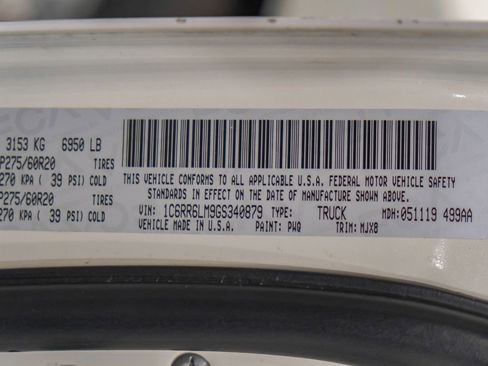 3153 KG 6950 LB
P275/60R20 TIRES
270 KPA ( 39 PSI) COLD
P275/60R20 TIRES
270 KPA ( 39 PSI) COLD
THIS VEHICLE CONFORMS TO ALL APPLICABLE U.S.A. FEDERAL MOTOR VEHICLE SAFETY
STANDARDS IN EFFECT ON THE DATE OF MANUFACTURE SHOWN ABOVE.
VIN: 1C6RR6LM9GS340879 TYPE: TRUCK MDH: 051119 499AA
VEHICLE MADE IN U.S.A. PAINT: PWQ TRIM: MJX8